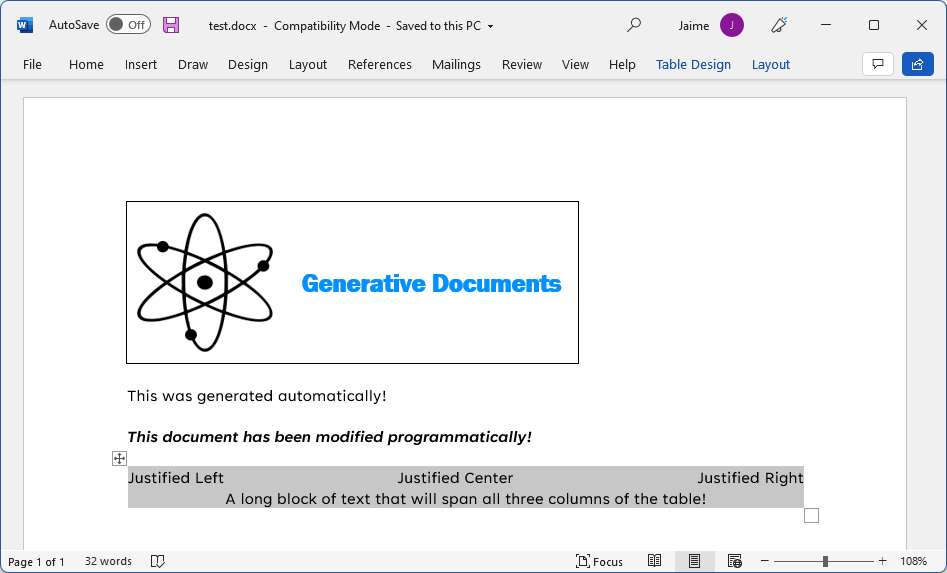 AutoSave Off test.docx - Compatibility Mode - Saved to this PC Jaime J
File Home Insert Draw Design Layout References Mailings Review View Help Table Design Layout
Generative Documents
This was generated automatically!
This document has been modified programmatically!
Justified Left Justified Center Justified Right
A long block of text that will span all three columns of the table!
Page 1 of 1 32 words Focus 108%